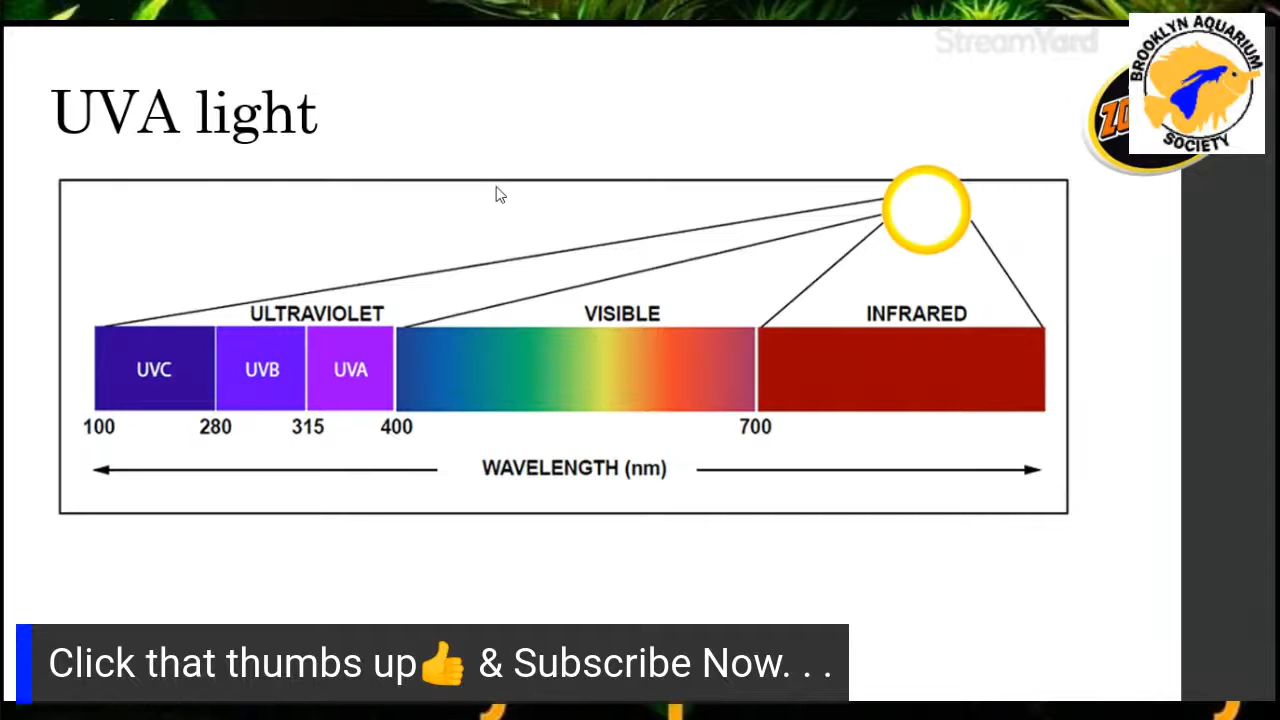 StreamYard
BROOKLYN AQUARIUM
SOCIETY
UVA light
ULTRAVIOLET VISIBLE INFRARED
UVC UVB UVA
100 280 315 400 700
WAVELENGTH (nm)
Click that thumbs up👍 & Subscribe Now. . .